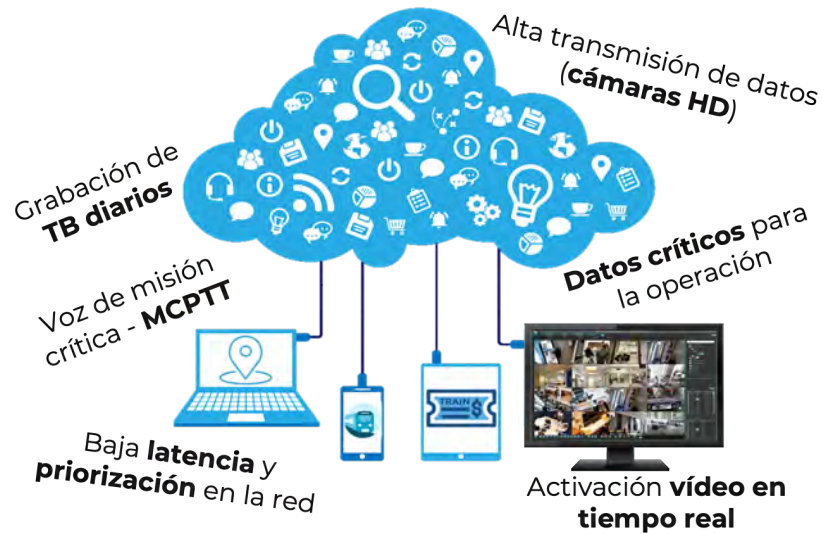 Alta transmisión de datos
(cámaras HD)
Grabación de
TB diarios
Datos críticos para
la operación
Voz de misión
crítica - MCPTT
TRAIN $
Baja latencia y
priorización en la red
Activación vídeo en
tiempo real